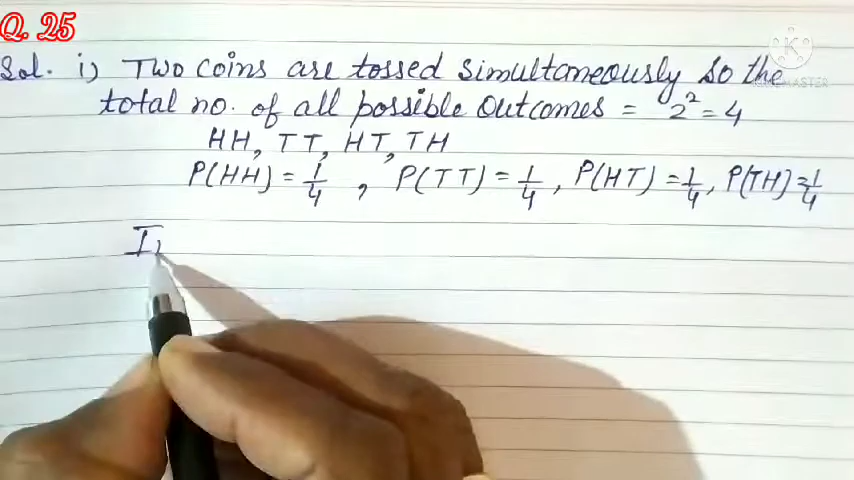 Q. 25
Sol. i) Two coins are tossed simultaneously so the
total no. of all possible outcomes = 2² = 4
HH, TT, HT, TH
P(HH) = 1/4 , P(TT) = 1/4 , P(HT) = 1/4 , P(TH) = 1/4
K